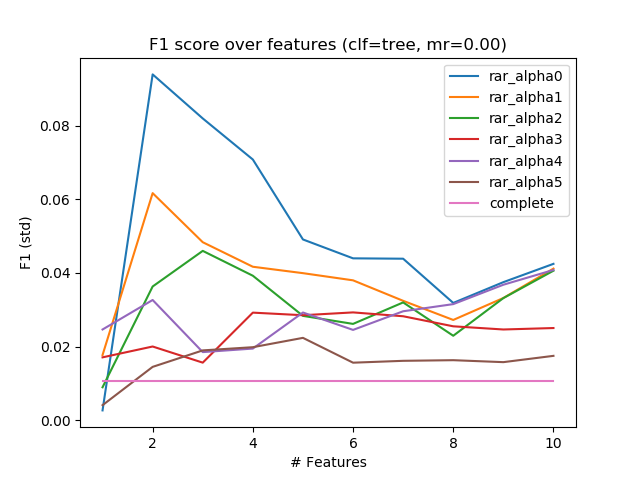 F1 score over features (clf=tree, mr=0.00)
rar_alpha0
rar_alpha1
rar_alpha2
rar_alpha3
rar_alpha4
rar_alpha5
complete
F1 (std)
0.08
0.06
0.04
0.02
0.00
2 4 6 8 10
# Features